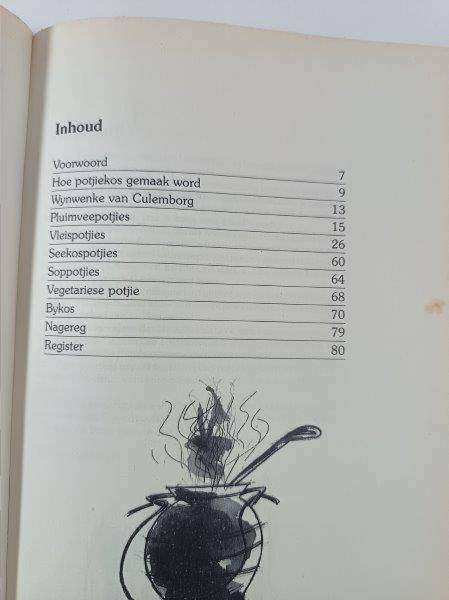 Inhoud
Voorwoord 7
Hoe potjiekos gemaak word 9
Wynwenke van Culemborg 13
Pluimveepotjies 15
Vleispotjies 26
Seekospotjies 60
Soppotjies 64
Vegetariese potjie 68
Bykos 70
Nagereg 79
Register 80